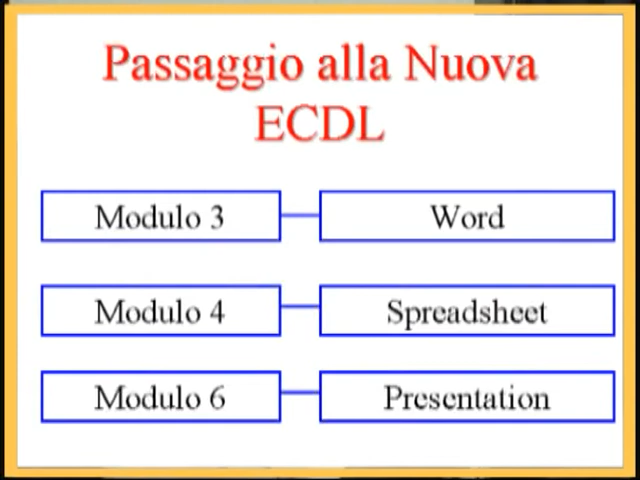 Passaggio alla Nuova
ECDL
Modulo 3 Word
Modulo 4 Spreadsheet
Modulo 6 Presentation